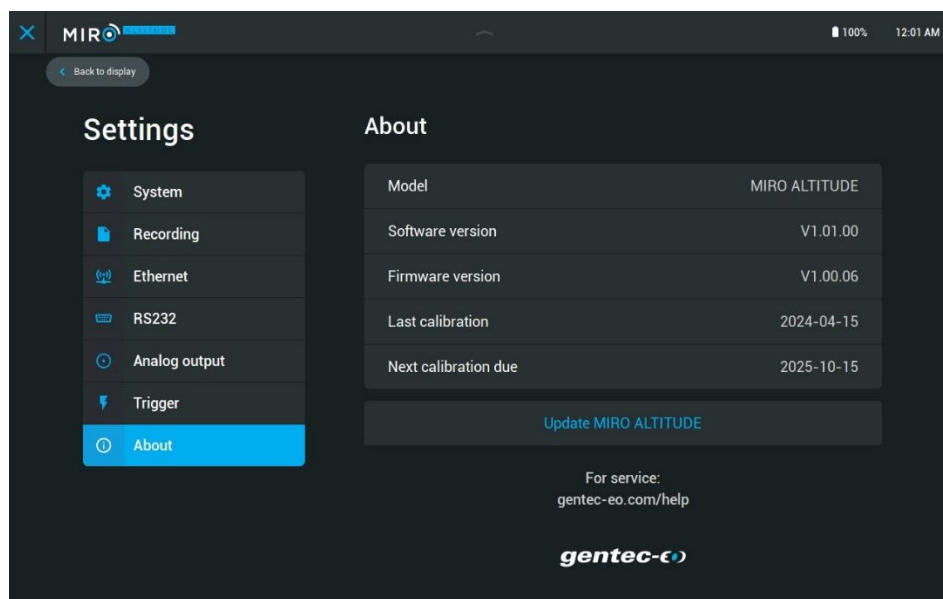 MIRO ALTITUDE 100% 12:01 AM
Back to display
Settings
System
Recording
Ethernet
RS232
Analog output
Trigger
About
About
Model MIRO ALTITUDE
Software version V1.01.00
Firmware version V1.00.06
Last calibration 2024-04-15
Next calibration due 2025-10-15
Update MIRO ALTITUDE
For service:
gentec-eo.com/help
gentec-eo